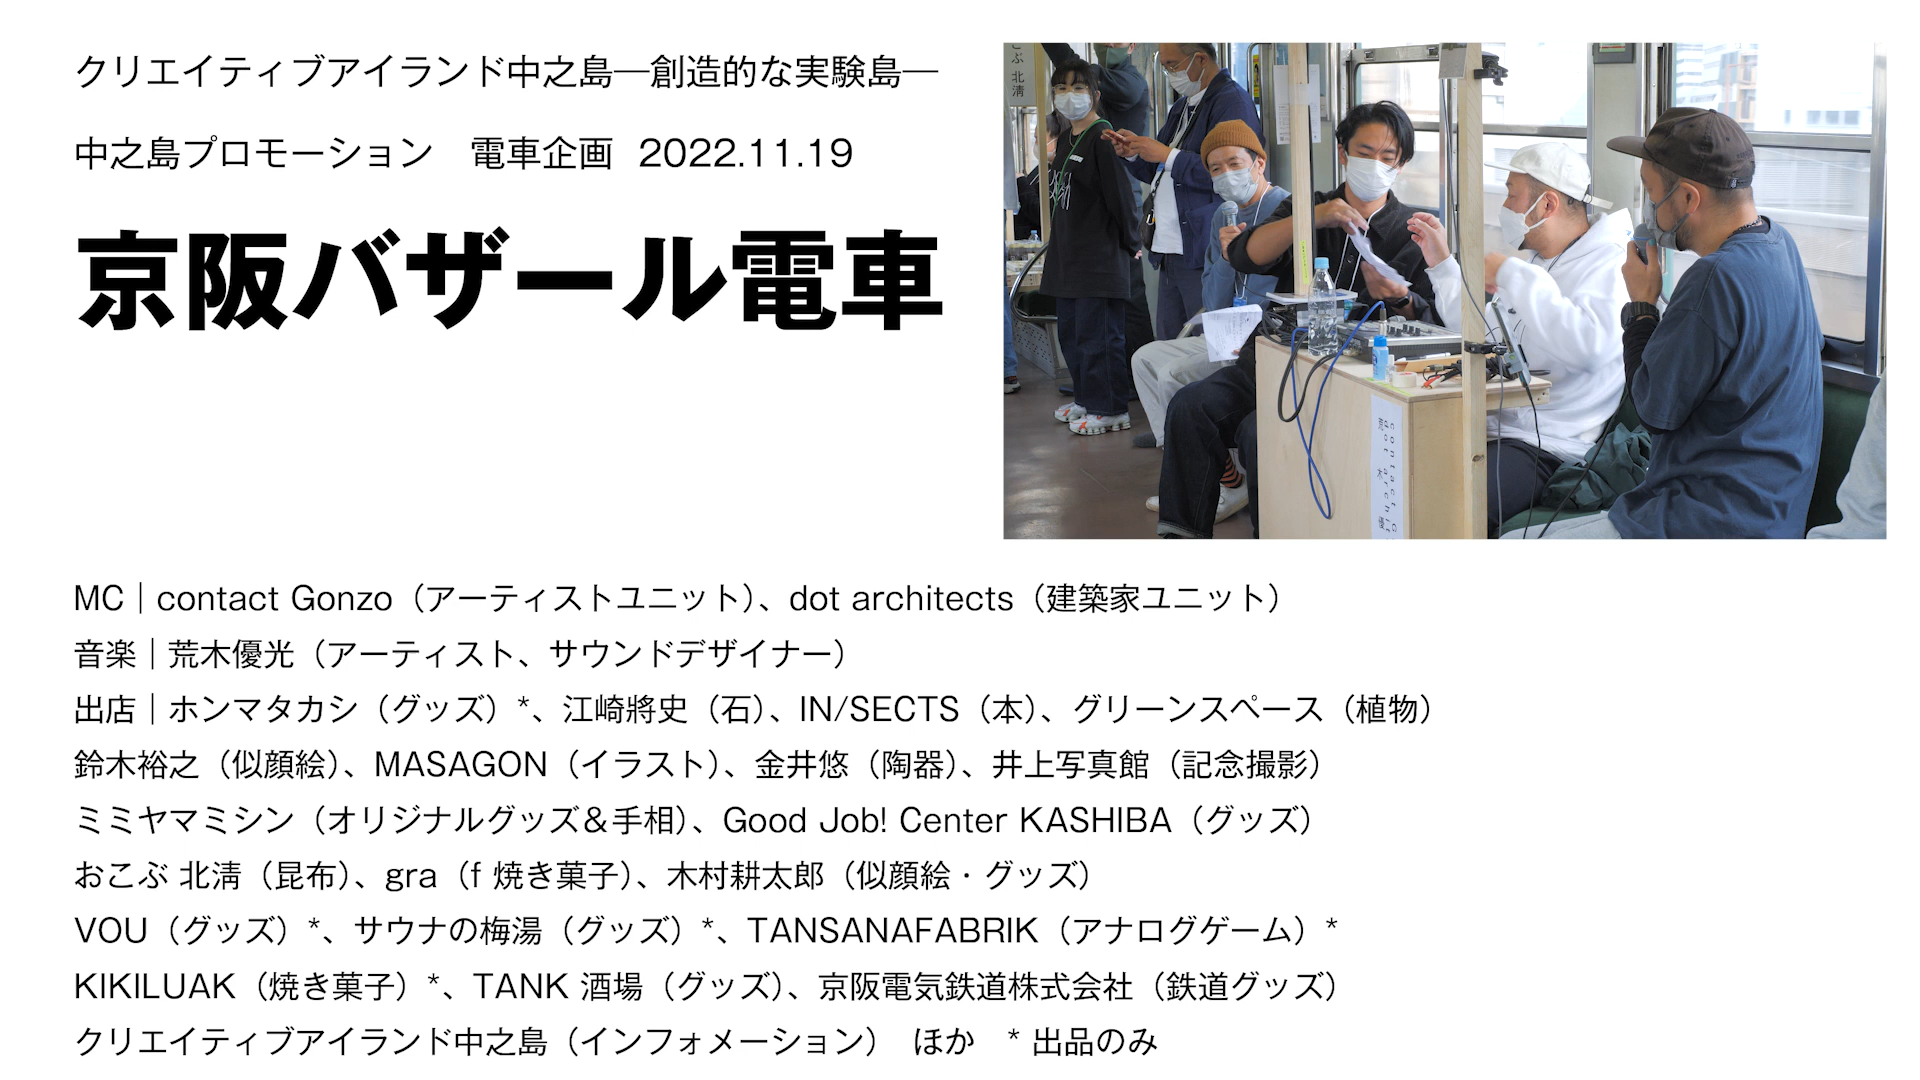 クリエイティブアイランド中之島―創造的な実験島―
中之島プロモーション　電車企画 2022.11.19
京阪バザール電車
こぶ 北淸
contact G
dot archit
荒木優
MC｜contact Gonzo（アーティストユニット）、dot architects（建築家ユニット）
音楽｜荒木優光（アーティスト、サウンドデザイナー）
出店｜ホンマタカシ（グッズ）*、江崎將史（石）、IN/SECTS（本）、グリーンスペース（植物）
鈴木裕之（似顔絵）、MASAGON（イラスト）、金井悠（陶器）、井上写真館（記念撮影）
ミミヤマミシン（オリジナルグッズ＆手相）、Good Job! Center KASHIBA（グッズ）
おこぶ 北淸（昆布）、gra（f 焼き菓子）、木村耕太郎（似顔絵・グッズ）
VOU（グッズ）*、サウナの梅湯（グッズ）*、TANSANAFABRIK（アナログゲーム）*
KIKILUAK（焼き菓子）*、TANK 酒場（グッズ）、京阪電気鉄道株式会社（鉄道グッズ）
クリエイティブアイランド中之島（インフォメーション）　ほか　* 出品のみ